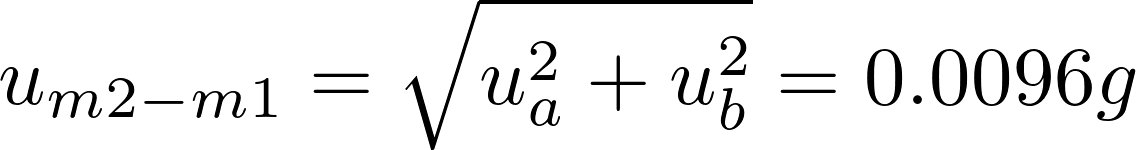 $u_{m2-m1} = \sqrt{u_a^2 + u_b^2} = 0.0096g$